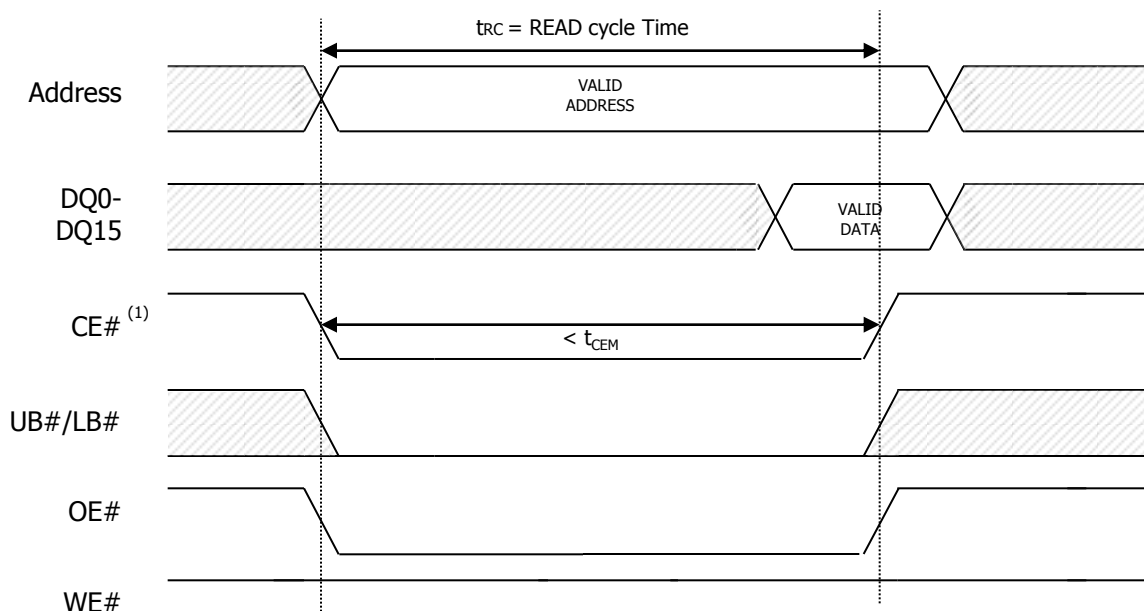 tRC = READ cycle Time
Address
VALID
ADDRESS
DQ0-
DQ15
VALID
DATA
CE# (1)
< tCEM
UB#/LB#
OE#
WE#